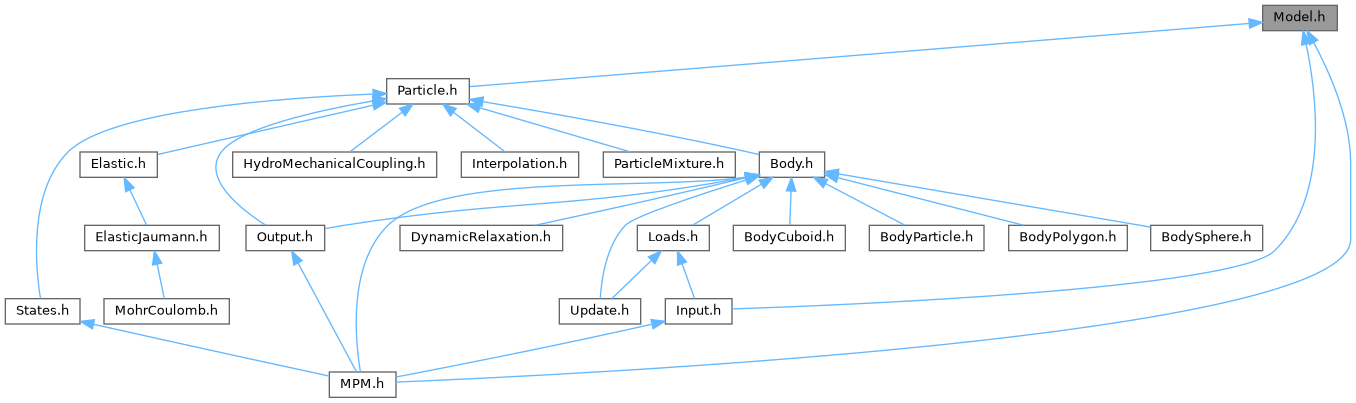 Model.h
Particle.h
Elastic.h
HydroMechanicalCoupling.h
Interpolation.h
ParticleMixture.h
Body.h
ElasticJaumann.h
Output.h
DynamicRelaxation.h
Loads.h
BodyCuboid.h
BodyParticle.h
BodyPolygon.h
BodySphere.h
States.h
MohrCoulomb.h
Update.h
Input.h
MPM.h